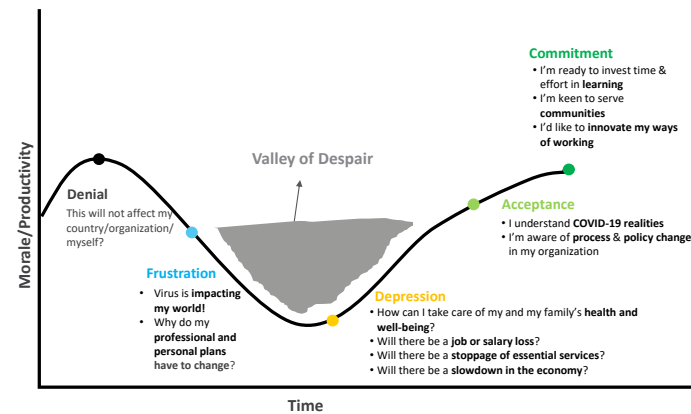 Commitment
• I'm ready to invest time &
effort in learning
• I'm keen to serve
communities
• I'd like to innovate my ways
of working
Valley of Despair
Denial
This will not affect my
country/organization/
myself?
Acceptance
• I understand COVID-19 realities
• I'm aware of process & policy change
in my organization
Frustration
• Virus is impacting
my world!
• Why do my
professional and
personal plans
have to change?
Depression
• How can I take care of my and my family's health and
well-being?
• Will there be a job or salary loss?
• Will there be a stoppage of essential services?
• Will there be a slowdown in the economy?
Morale/Productivity
Time